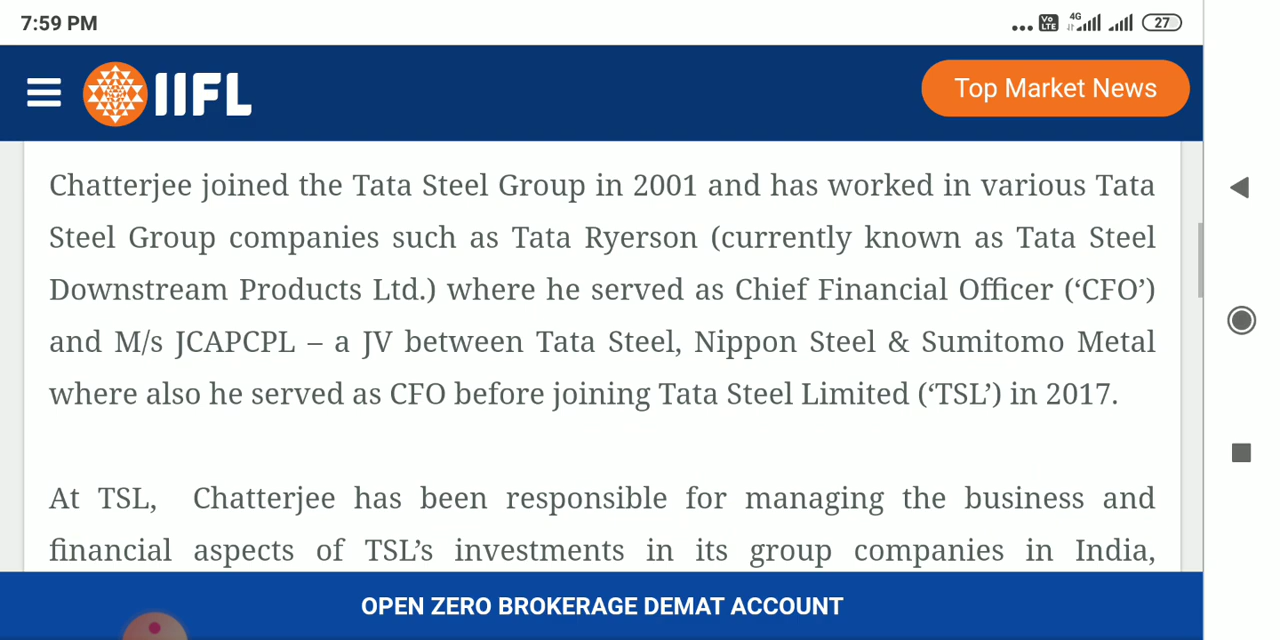 7:59 PM
Vo LTE 4G 27
IIFL
Top Market News
Chatterjee joined the Tata Steel Group in 2001 and has worked in various Tata
Steel Group companies such as Tata Ryerson (currently known as Tata Steel
Downstream Products Ltd.) where he served as Chief Financial Officer (‘CFO’)
and M/s JCAPCPL – a JV between Tata Steel, Nippon Steel & Sumitomo Metal
where also he served as CFO before joining Tata Steel Limited (‘TSL’) in 2017.
At TSL, Chatterjee has been responsible for managing the business and
financial aspects of TSL’s investments in its group companies in India,
OPEN ZERO BROKERAGE DEMAT ACCOUNT